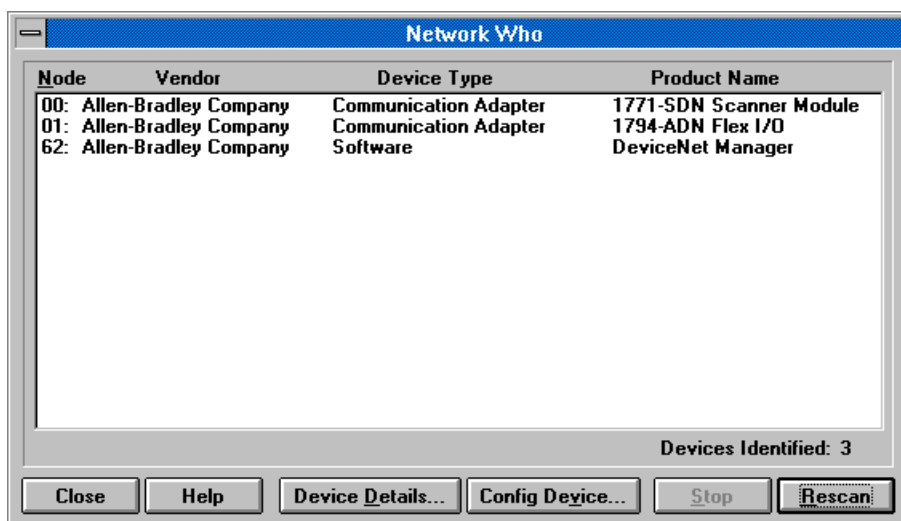 Network Who
Node Vendor Device Type Product Name
00: Allen-Bradley Company Communication Adapter 1771-SDN Scanner Module
01: Allen-Bradley Company Communication Adapter 1794-ADN Flex I/O
62: Allen-Bradley Company Software DeviceNet Manager
Devices Identified: 3
Close Help Device Details... Config Device... Stop Rescan